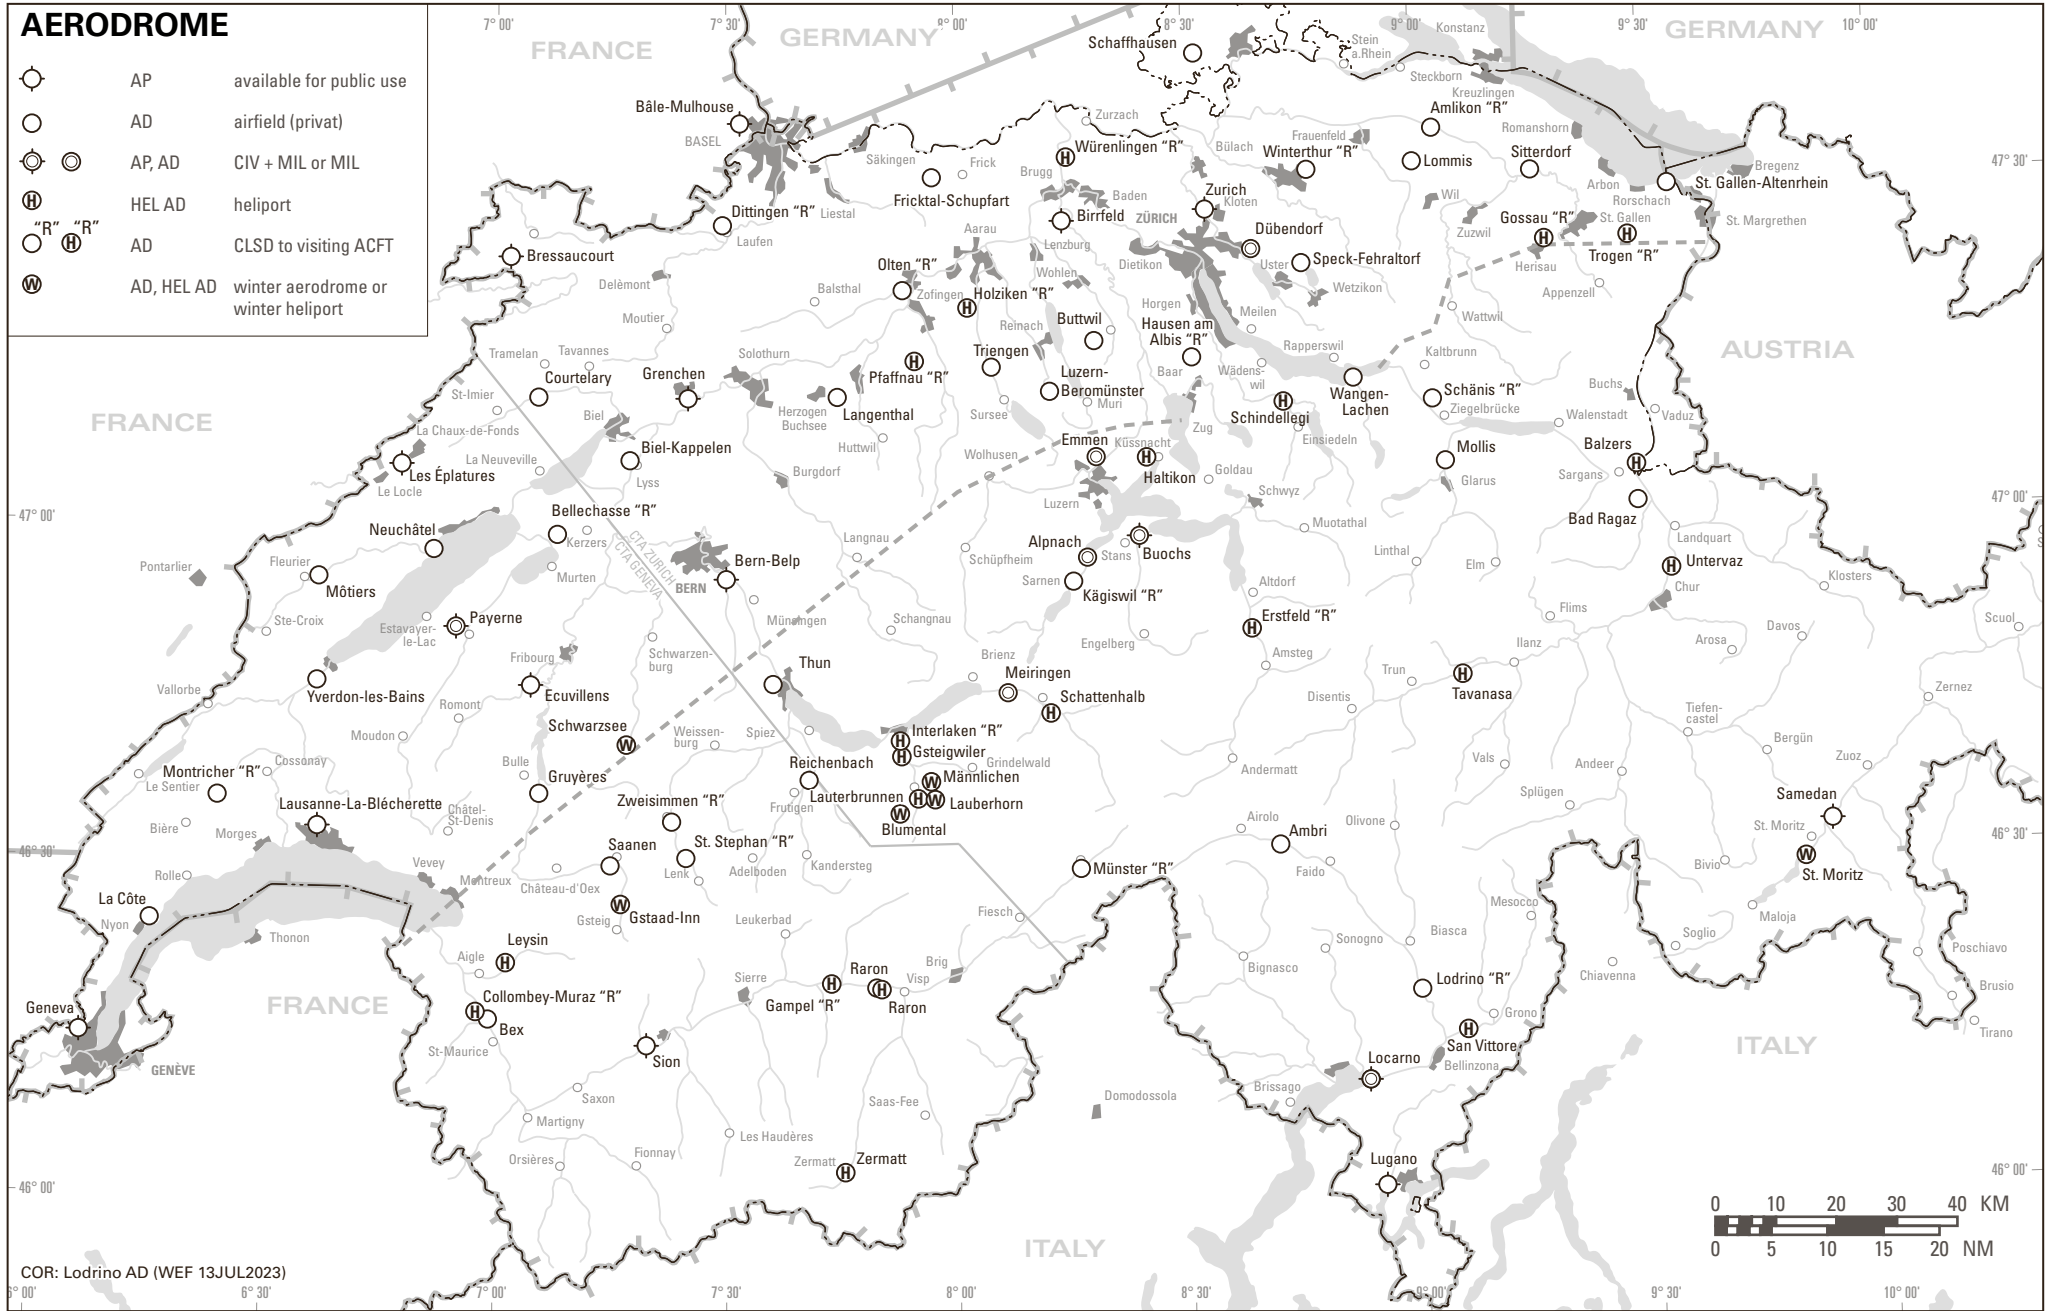 AERODROME
AP available for public use
AD airfield (privat)
AP, AD CIV + MIL or MIL
HEL AD heliport
"R" "R"
AD CLSD to visiting ACFT
AD, HEL AD winter aerodrome or
winter heliport
7° 00'
7° 30'
8° 00'
8° 30'
9° 00'
9° 30'
10° 00'
FRANCE
GERMANY
GERMANY
Schaffhausen
Stein
a.Rhein
Konstanz
Steckborn
Kreuzlingen
Bâle-Mulhouse
BASEL
Zurzach
Amlikon "R"
Romanshorn
Säkingen
Frick
Würenlingen "R"
Bülach
Frauenfeld
Winterthur "R"
Lommis
Sitterdorf
Bregenz
47° 30'
47° 30'
Fricktal-Schupfart
Brugg
Baden
Zurich
Kloten
Wil
Arbon
Rorschach
St. Gallen-Altenrhein
Dittingen "R"
Liestal
Laufen
Birrfeld
ZÜRICH
Dübendorf
Zuzwil
Gossau "R"
St. Gallen
St. Margrethen
Bressaucourt
Aarau
Lenzburg
Dietikon
Uster
Speck-Fehraltorf
Herisau
Trogen "R"
Delèmont
Balsthal
Olten "R"
Zofingen
Holziken "R"
Wohlen
Horgen
Wetzikon
Appenzell
Moutier
Reinach
Buttwil
Hausen am
Albis "R"
Meilen
Wattwil
Tramelan
Tavannes
Solothurn
Triengen
Rapperswil
Kaltbrunn
AUSTRIA
Courtelary
Grenchen
Pfaffnau "R"
Luzern-
Beromünster
Baar
Wädens-
wil
Wangen-
Lachen
Schänis "R"
Buchs
St-Imier
Biel
Herzogen
Buchsee
Langenthal
Sursee
Muri
Schindellegi
Ziegelbrücke
Walenstadt
Vaduz
FRANCE
La Chaux-de-Fonds
Huttwil
Emmen
Küssnacht
Zug
Einsiedeln
Mollis
Balzers
Les Éplatures
La Neuveville
Biel-Kappelen
Wolhusen
Haltikon
Goldau
Sargans
Le Locle
Lyss
Burgdorf
Luzern
Schwyz
Glarus
47° 00'
47° 00'
Neuchâtel
Bellechasse "R"
Kerzers
CTA ZURICH
CTA GENEVA
Langnau
Muotathal
Bad Ragaz
Landquart
Pontarlier
Fleurier
Môtiers
Murten
Bern-Belp
BERN
Schüpfheim
Alpnach
Stans
Buochs
Linthal
Elm
Untervaz
Sarnen
Kägiswil "R"
Altdorf
Chur
Klosters
Ste-Croix
Estavayer-
le-Lac
Payerne
Münsingen
Schangnau
Engelberg
Erstfeld "R"
Flims
Scuol
Fribourg
Schwarzen-
burg
Brienz
Amsteg
Ilanz
Arosa
Davos
Vallorbe
Yverdon-les-Bains
Ecuvillens
Thun
Meiringen
Schattenhalb
Trun
Tavanasa
Disentis
Zernez
Romont
Moudon
Schwarzsee
Weissen-
burg
Spiez
Interlaken "R"
Gsteigwiler
Tiefen-
castel
Bergün
Montricher "R"
Le Sentier
Cossonay
Bulle
Gruyères
Reichenbach
Grindelwald
Männlichen
Andermatt
Vals
Andeer
Zuoz
Lausanne-La-Blécherette
Châtel-
St-Denis
Zweisimmen "R"
Frutigen
Lauterbrunnen
Lauberhorn
Blumental
Splügen
Samedan
Bière
Morges
Airolo
Ambri
Olivone
St. Moritz
46° 30'
46° 30'
Saanen
St. Stephan "R"
Kandersteg
Adelboden
Münster "R"
Faido
Bivio
St. Moritz
Rolle
Vevey
Montreux
Château-d'Oex
Lenk
La Côte
Nyon
Thonon
Gsteig
Gstaad-Inn
Leukerbad
Fiesch
Mesocco
Maloja
Leysin
Aigle
Sonogno
Biasca
Soglio
Poschiavo
Bignasco
Chiavenna
Geneva
FRANCE
Collombey-Muraz "R"
Bex
Sierre
Gampel "R"
Raron
Raron
Visp
Brig
Lodrino "R"
Brusio
Grono
Tirano
GENÈVE
St-Maurice
Sion
San Vittore
ITALY
Locarno
Bellinzona
Saxon
Martigny
Saas-Fee
Domodossola
Brissago
Les Haudères
Orsières
Fionnay
Zermatt
Zermatt
Lugano
46° 00'
46° 00'
ITALY
0 10 20 30 40 KM
0 5 10 15 20 NM
COR: Lodrino AD (WEF 13JUL2023)
6° 00'
6° 30'
7° 00'
7° 30'
8° 00'
8° 30'
9° 00'
9° 30'
10° 00'